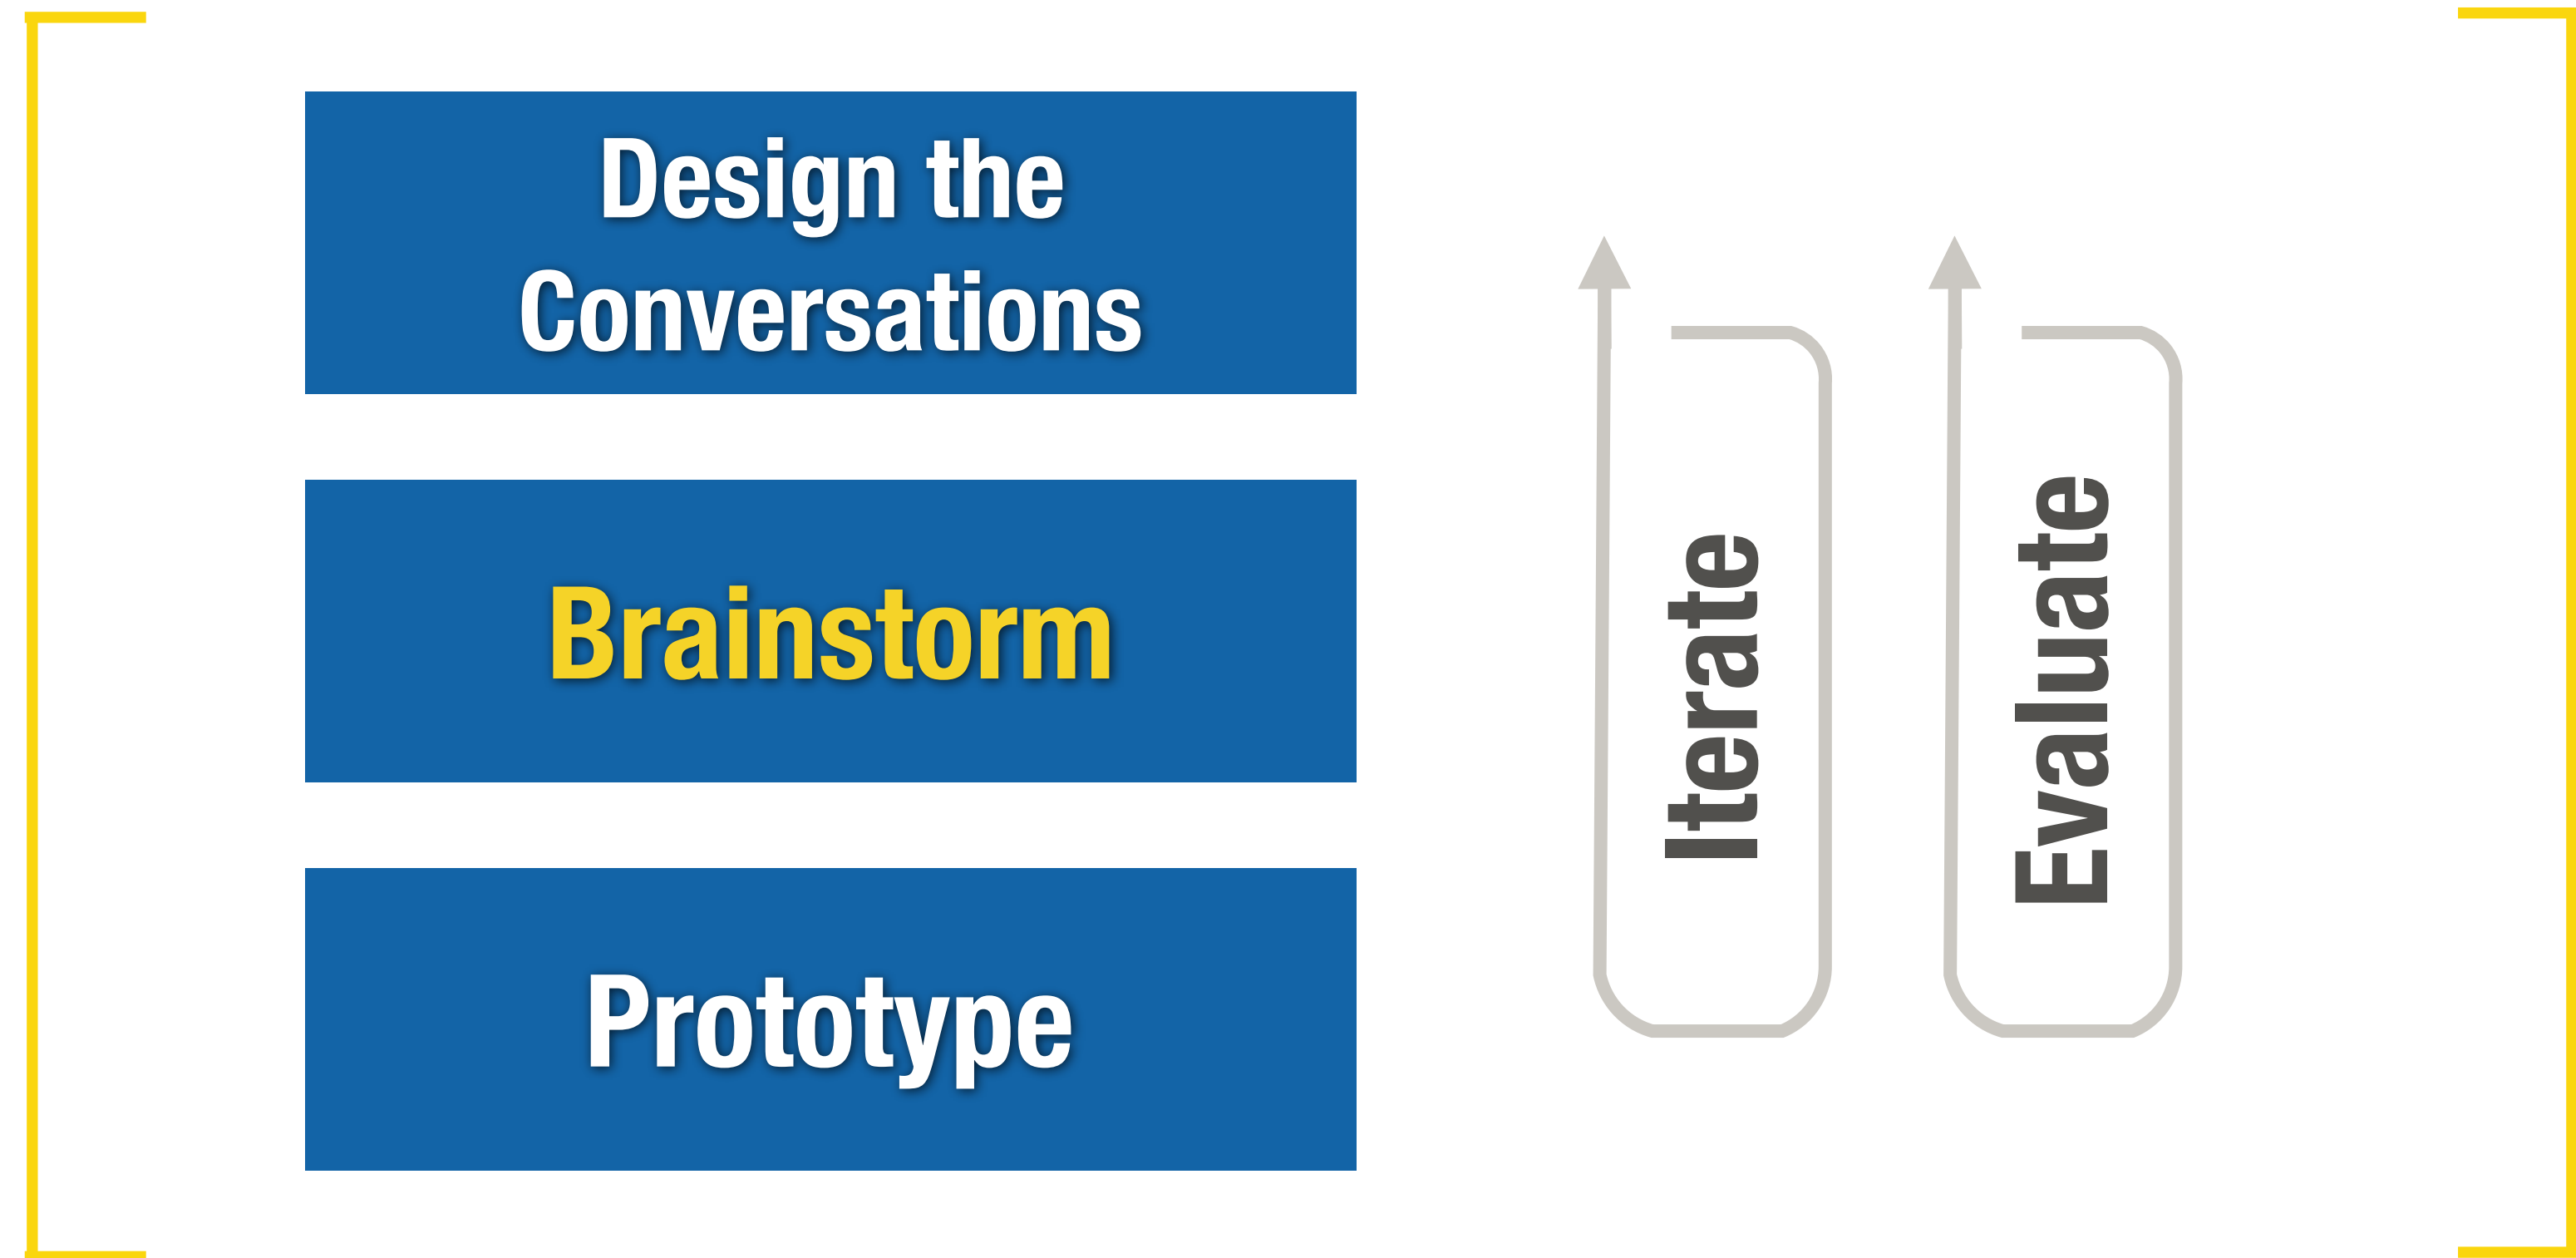 Design the
Conversations
Brainstorm
Prototype
Iterate
Evaluate